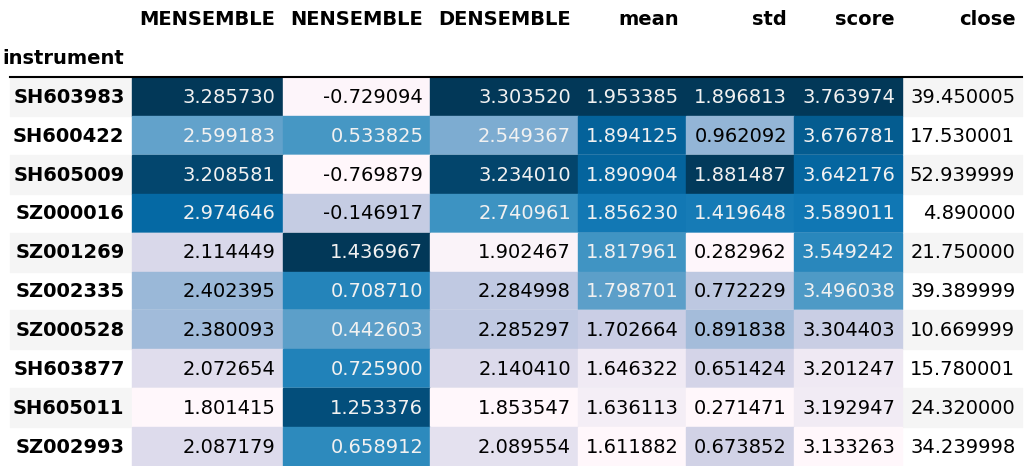 MENSEMBLE NENSEMBLE DENSEMBLE mean std score close
instrument
SH603983 3.285730 -0.729094 3.303520 1.953385 1.896813 3.763974 39.450005
SH600422 2.599183 0.533825 2.549367 1.894125 0.962092 3.676781 17.530001
SH605009 3.208581 -0.769879 3.234010 1.890904 1.881487 3.642176 52.939999
SZ000016 2.974646 -0.146917 2.740961 1.856230 1.419648 3.589011 4.890000
SZ001269 2.114449 1.436967 1.902467 1.817961 0.282962 3.549242 21.750000
SZ002335 2.402395 0.708710 2.284998 1.798701 0.772229 3.496038 39.389999
SZ000528 2.380093 0.442603 2.285297 1.702664 0.891838 3.304403 10.669999
SH603877 2.072654 0.725900 2.140410 1.646322 0.651424 3.201247 15.780001
SH605011 1.801415 1.253376 1.853547 1.636113 0.271471 3.192947 24.320000
SZ002993 2.087179 0.658912 2.089554 1.611882 0.673852 3.133263 34.239998